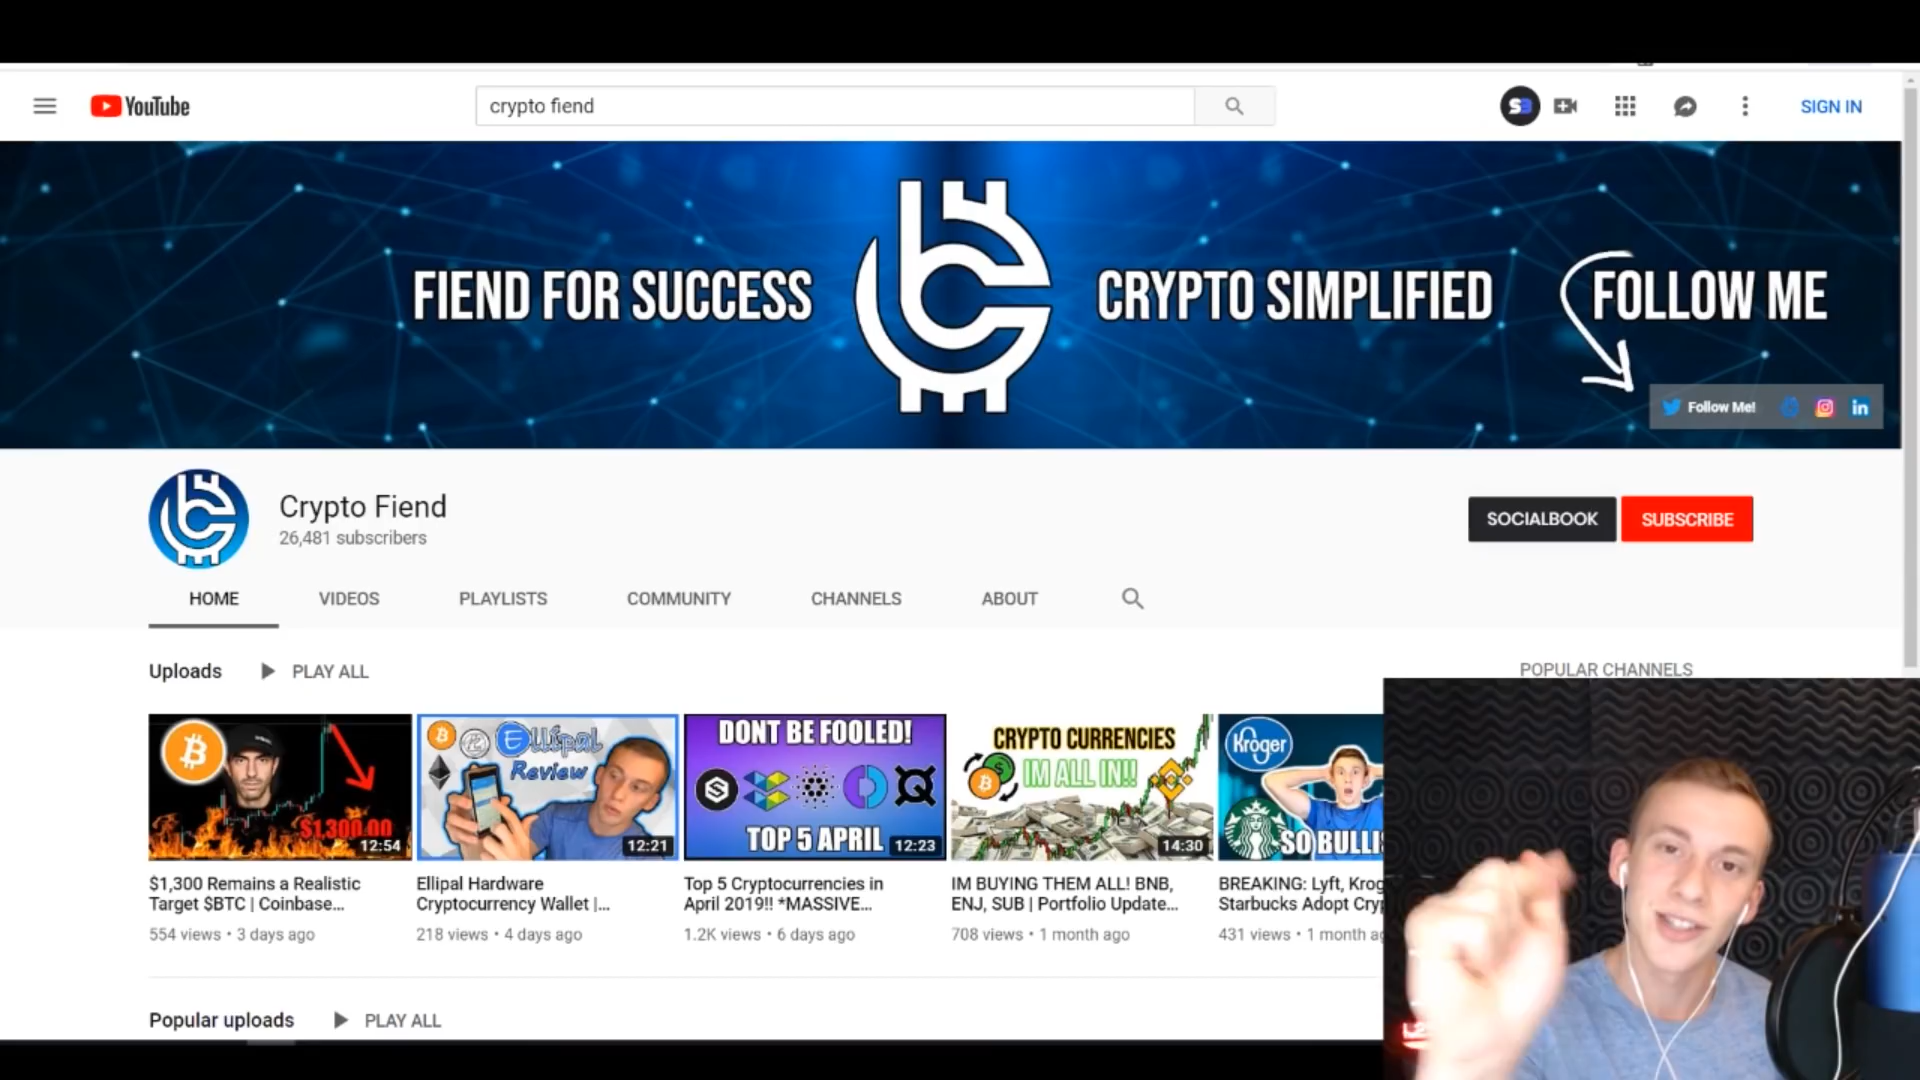 YouTube
crypto fiend
SB
SIGN IN
FIEND FOR SUCCESS
CRYPTO SIMPLIFIED
FOLLOW ME
Follow Me!
in
Crypto Fiend
26,481 subscribers
SOCIALBOOK
SUBSCRIBE
HOME
VIDEOS
PLAYLISTS
COMMUNITY
CHANNELS
ABOUT
Uploads
PLAY ALL
POPULAR CHANNELS
$1,300.00
12:54
Ellipal
Review
12:21
DONT BE FOOLED!
TOP 5 APRIL
12:23
CRYPTO CURRENCIES
IM ALL IN!!
14:30
Kroger
SO BULLI
$1,300 Remains a Realistic
Target $BTC | Coinbase...
554 views • 3 days ago
Ellipal Hardware
Cryptocurrency Wallet |...
218 views • 4 days ago
Top 5 Cryptocurrencies in
April 2019!! *MASSIVE...
1.2K views • 6 days ago
IM BUYING THEM ALL! BNB,
ENJ, SUB | Portfolio Update...
708 views • 1 month ago
BREAKING: Lyft, Krog
Starbucks Adopt Cryp
431 views • 1 month ag
Popular uploads
PLAY ALL